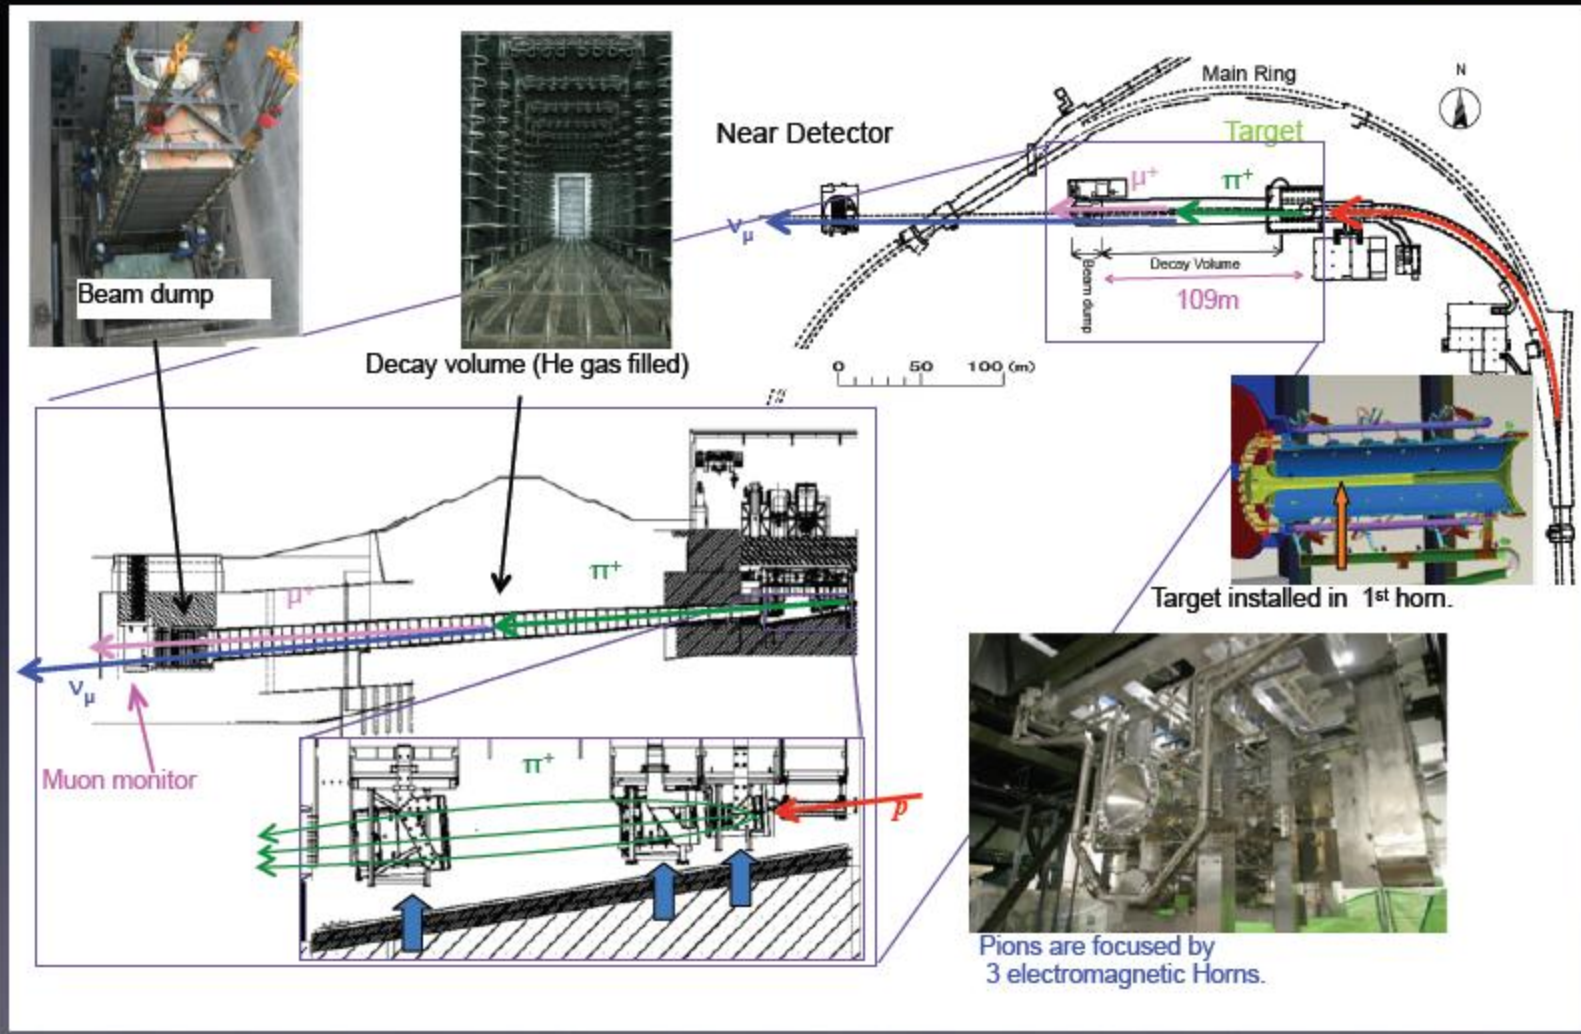 Main Ring
N
Near Detector
Target
μ⁺
π⁺
νμ
Beam dump
Decay Volume
109m
Beam dump
Decay volume (He gas filled)
0 50 100 (m)
π⁺
μ⁺
νμ
Target installed in 1st horn.
Muon monitor
π⁺
p
Pions are focused by
3 electromagnetic Horns.